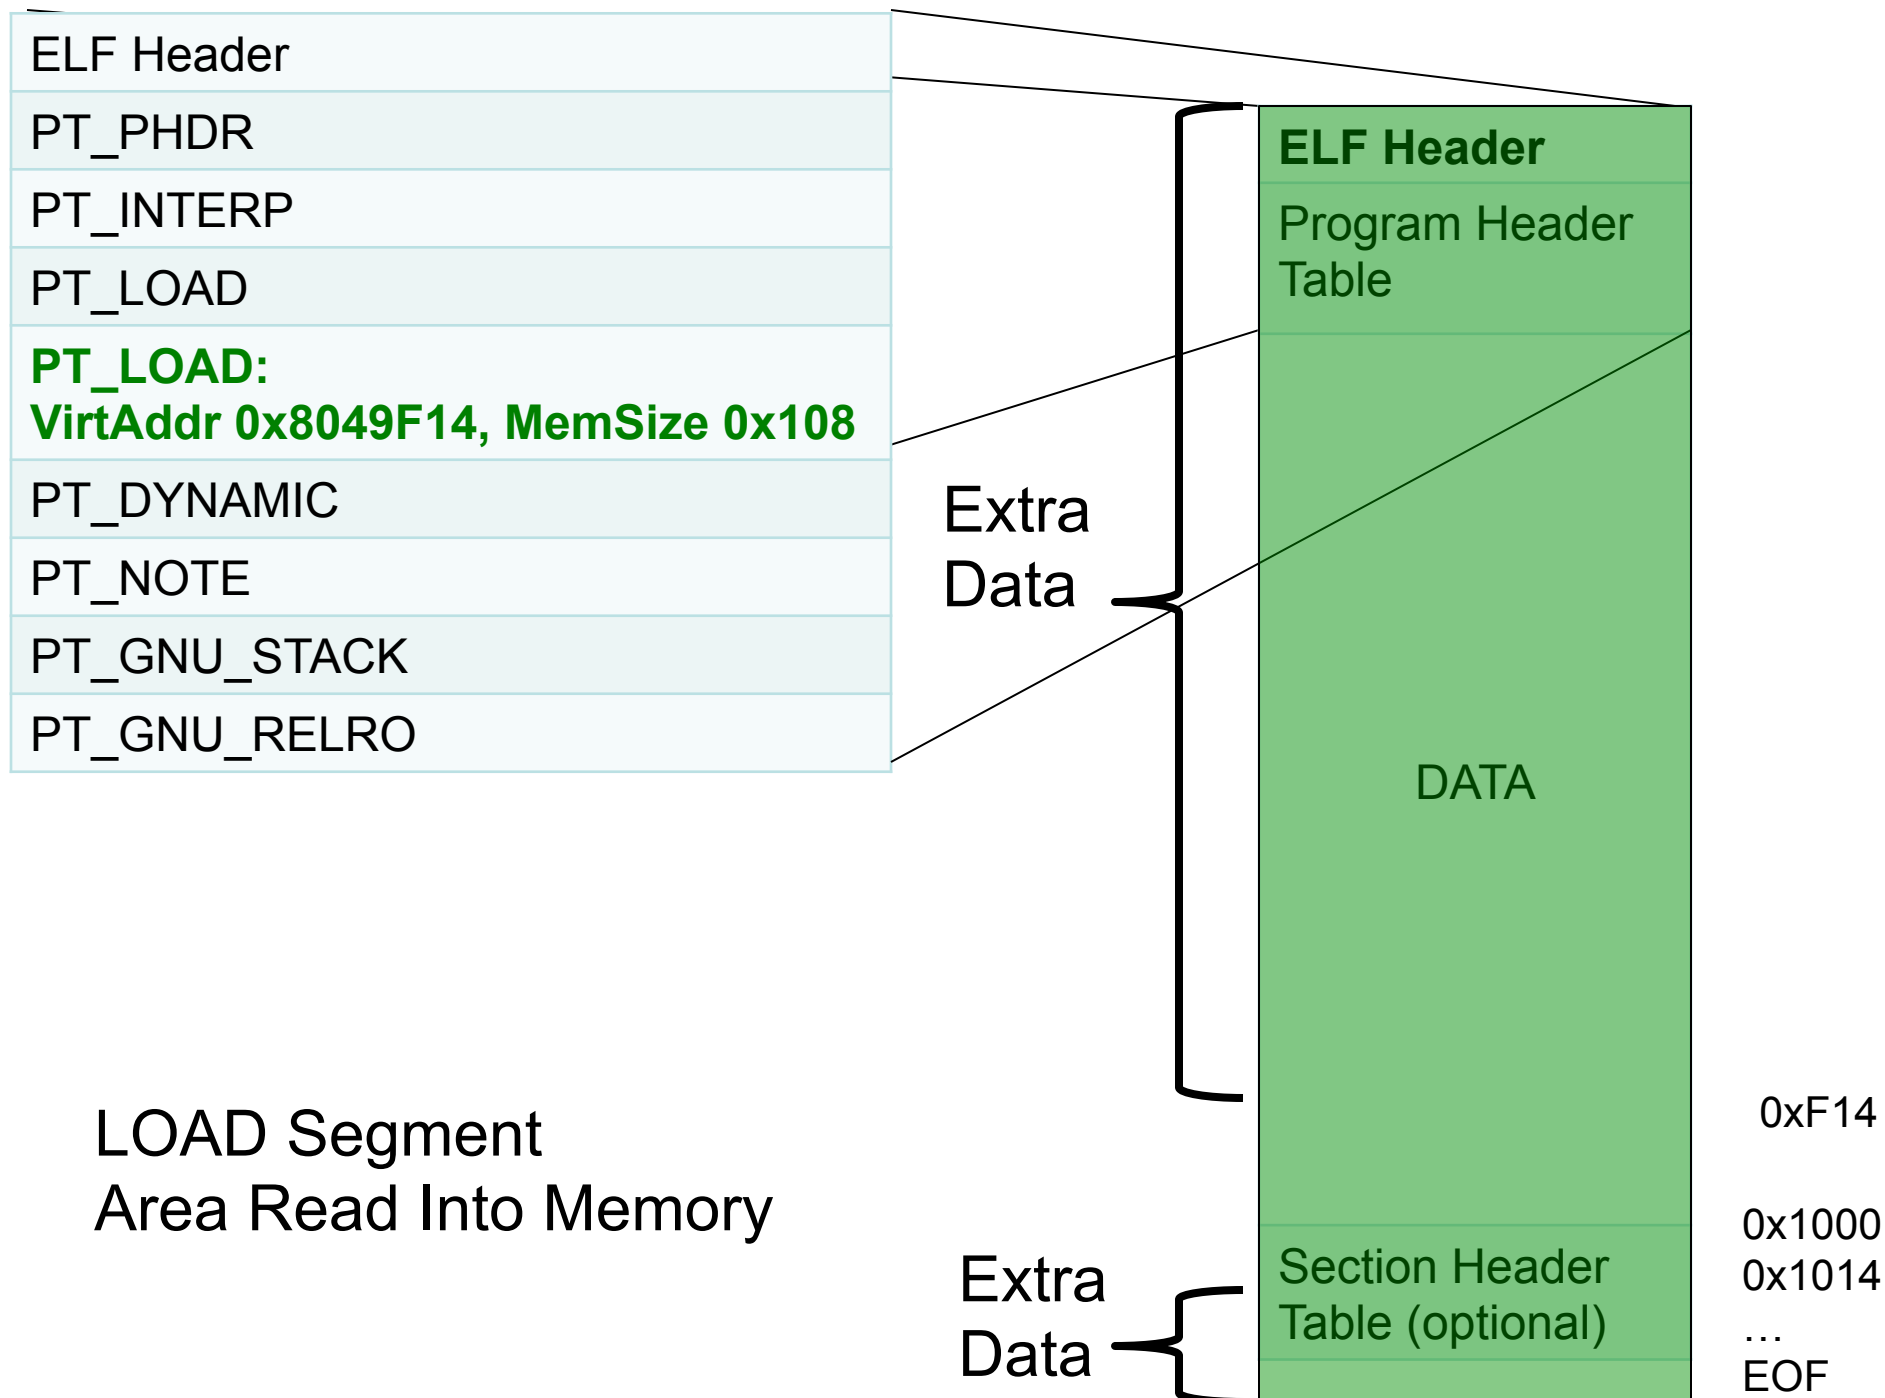 ELF Header
PT_PHDR
PT_INTERP
PT_LOAD
PT_LOAD:
VirtAddr 0x8049F14, MemSize 0x108
PT_DYNAMIC
PT_NOTE
PT_GNU_STACK
PT_GNU_RELRO
Extra
Data
ELF Header
Program Header
Table
DATA
LOAD Segment
Area Read Into Memory
Extra
Data
Section Header
Table (optional)
0xF14
0x1000
0x1014
…
EOF